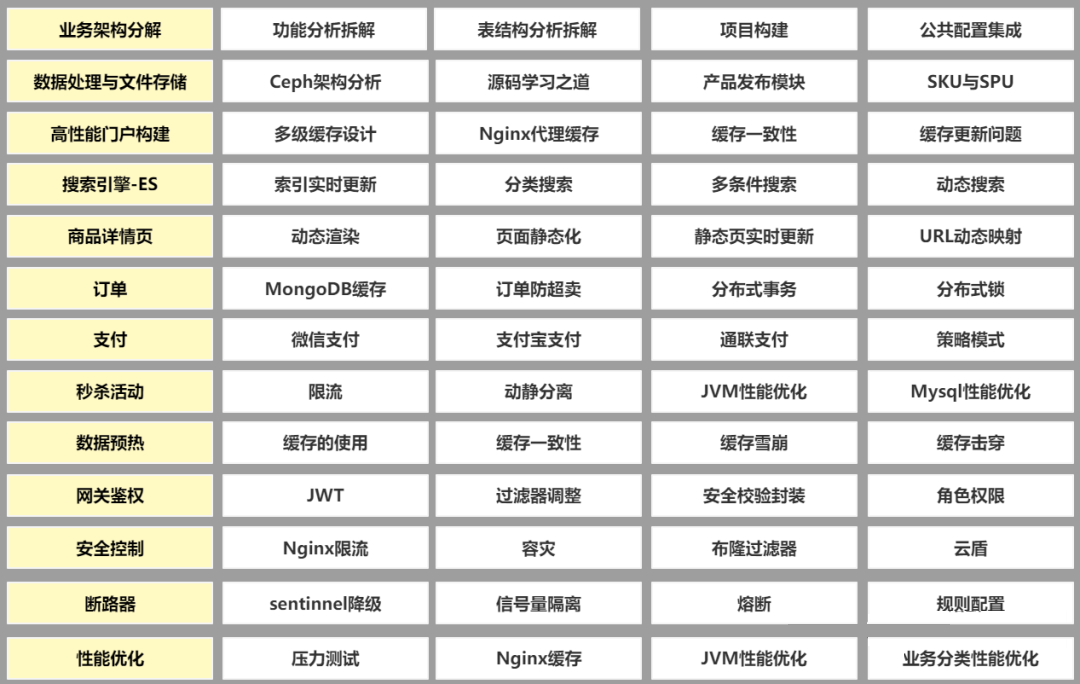 业务架构分解 功能分析拆解 表结构分析拆解 项目构建 公共配置集成
数据处理与文件存储 Ceph架构分析 源码学习之道 产品发布模块 SKU与SPU
高性能门户构建 多级缓存设计 Nginx代理缓存 缓存一致性 缓存更新问题
搜索引擎-ES 索引实时更新 分类搜索 多条件搜索 动态搜索
商品详情页 动态渲染 页面静态化 静态页实时更新 URL动态映射
订单 MongoDB缓存 订单防超卖 分布式事务 分布式锁
支付 微信支付 支付宝支付 通联支付 策略模式
秒杀活动 限流 动静分离 JVM性能优化 Mysql性能优化
数据预热 缓存的使用 缓存一致性 缓存雪崩 缓存击穿
网关鉴权 JWT 过滤器调整 安全校验封装 角色权限
安全控制 Nginx限流 容灾 布隆过滤器 云盾
断路器 sentinnel降级 信号量隔离 熔断 规则配置
性能优化 压力测试 Nginx缓存 JVM性能优化 业务分类性能优化